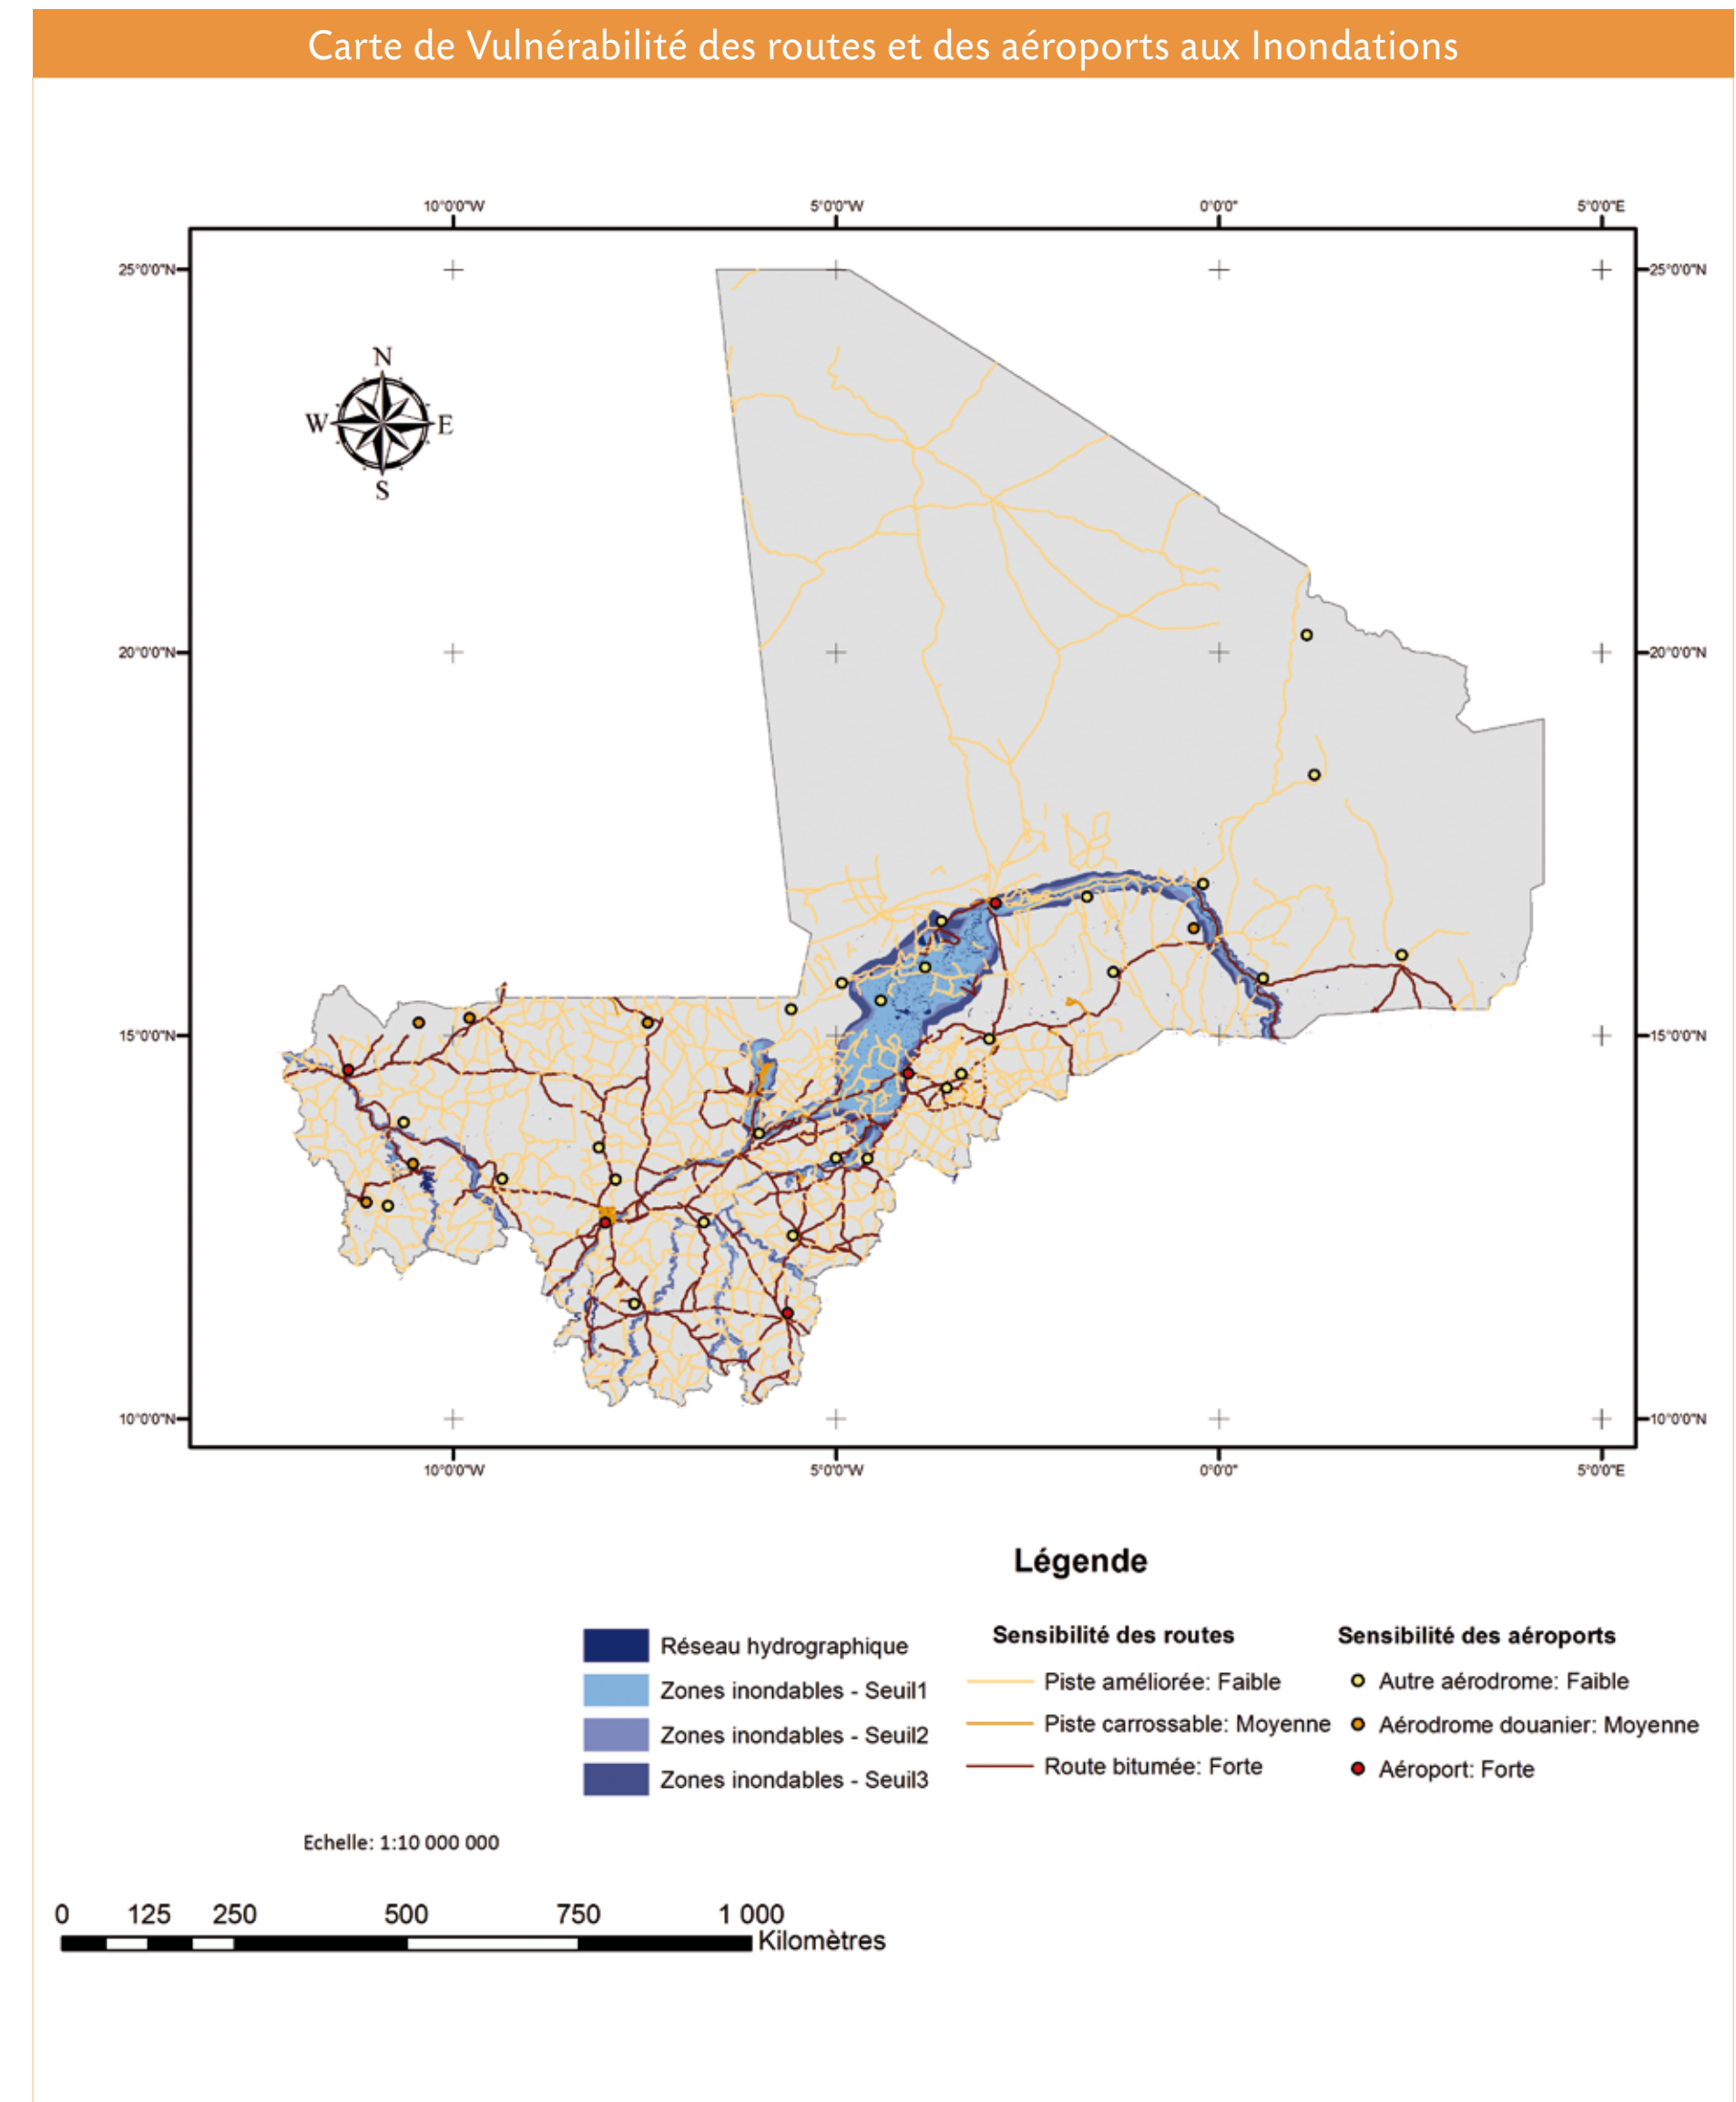 Carte de Vulnérabilité des routes et des aéroports aux Inondations
10°0'0"W 5°0'0"W 0°0'0" 5°0'0"E
25°0'0"N 25°0'0"N
N
W E
S
20°0'0"N 20°0'0"N
15°0'0"N 15°0'0"N
10°0'0"N 10°0'0"N
10°0'0"W 5°0'0"W 0°0'0" 5°0'0"E
Légende
Réseau hydrographique
Zones inondables - Seuil1
Zones inondables - Seuil2
Zones inondables - Seuil3
Sensibilité des routes
Piste améliorée: Faible
Piste carrossable: Moyenne
Route bitumée: Forte
Sensibilité des aéroports
Autre aérodrome: Faible
Aérodrome douanier: Moyenne
Aéroport: Forte
Echelle: 1:10 000 000
0 125 250 500 750 1 000
Kilomètres